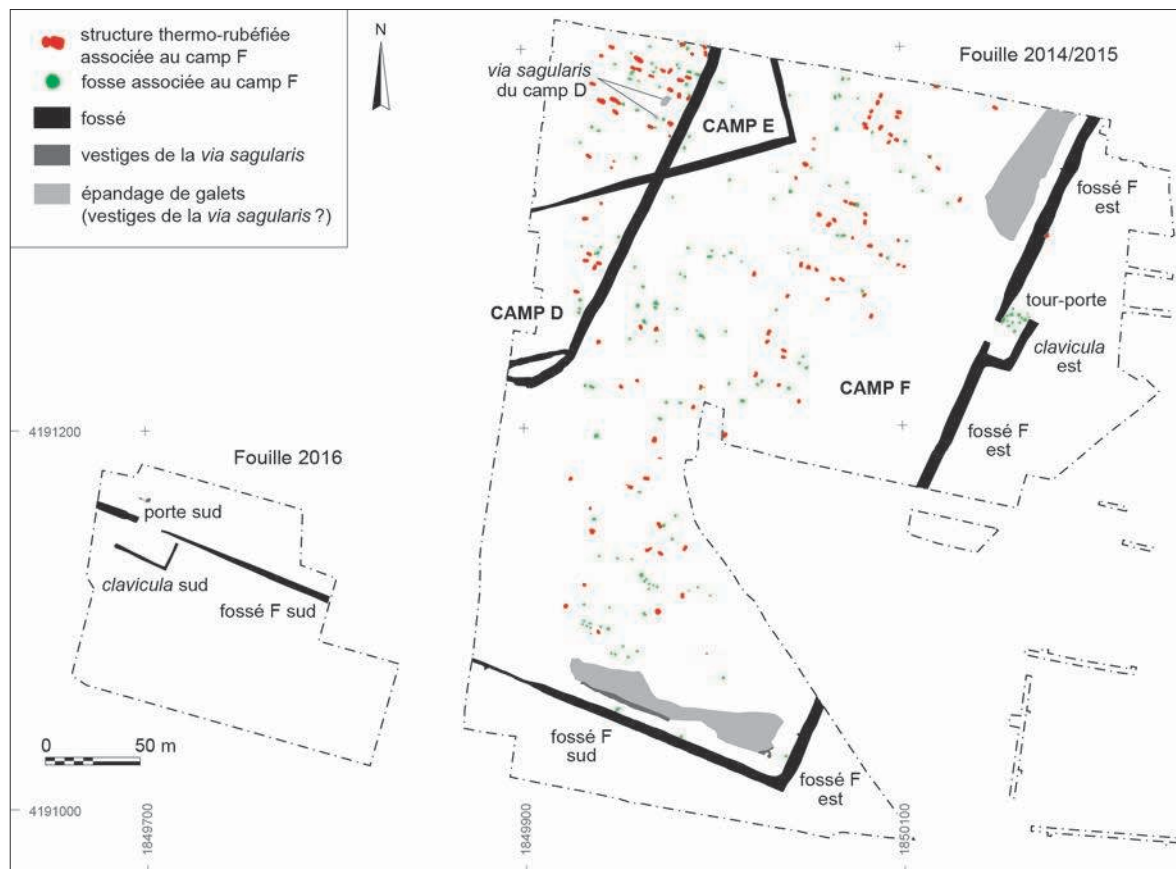 structure thermo-rubéfiée
associée au camp F
fosse associée au camp F
fossé
vestiges de la via sagularis
épandage de galets
(vestiges de la via sagularis ?)
N
Fouille 2014/2015
via sagularis
du camp D
CAMP E
fossé F
est
tour-porte
clavicula
est
CAMP D
CAMP F
fossé F
est
4191200
Fouille 2016
porte sud
clavicula sud
fossé F sud
0 50 m
fossé F
sud
fossé F
est
4191000
1849700
1849900
1850100